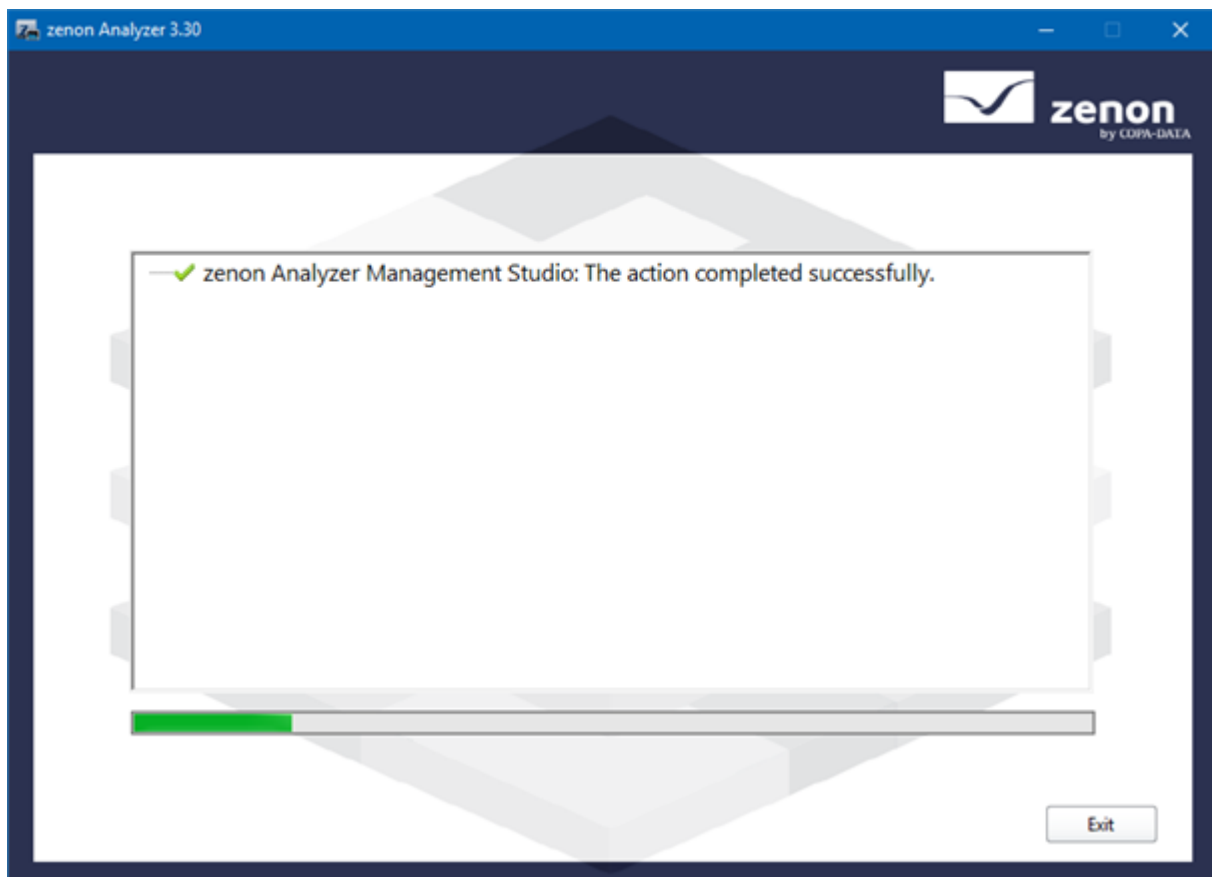 zenon Analyzer 3.30
zenon
by COPA-DATA
zenon Analyzer Management Studio: The action completed successfully.
Exit